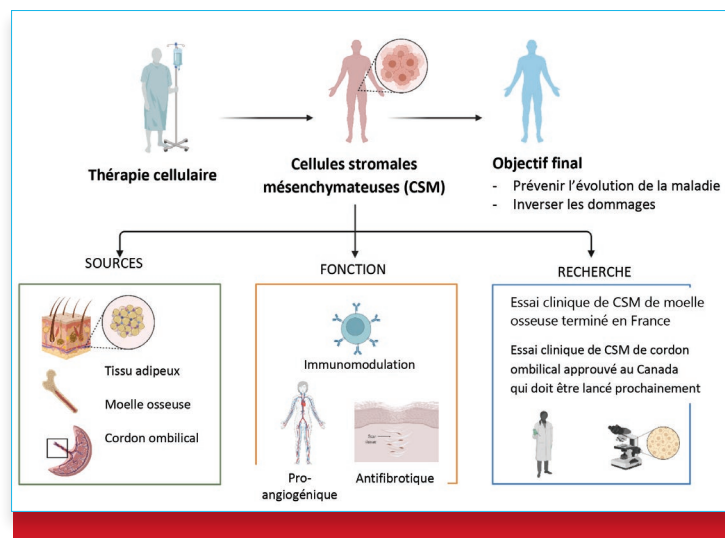 Thérapie cellulaire
Cellules stromales
mésenchymateuses (CSM)
Objectif final
- Prévenir l'évolution de la maladie
- Inverser les dommages
SOURCES
Tissu adipeux
Moelle osseuse
Cordon ombilical
FONCTION
Immunomodulation
Pro-
angiogénique
Antifibrotique
RECHERCHE
Essai clinique de CSM de moelle
osseuse terminé en France
Essai clinique de CSM de cordon
ombilical approuvé au Canada
qui doit être lancé prochainement